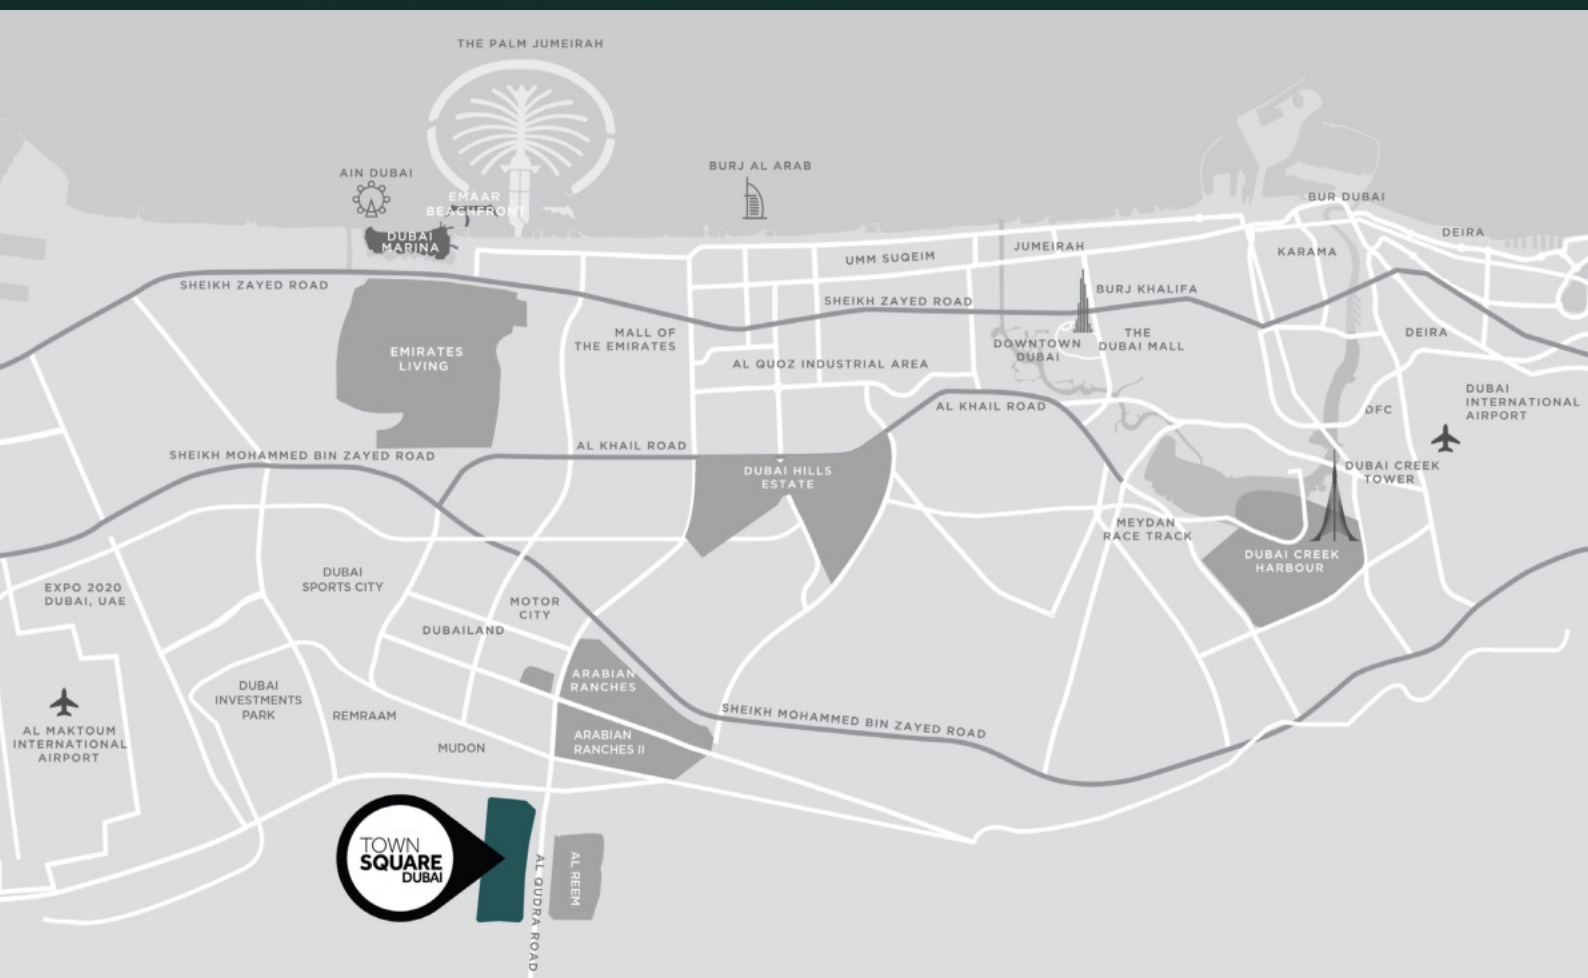 THE PALM JUMEIRAH
AIN DUBAI
BURJ AL ARAB
EMAAR
BEACHFRONT
BUR DUBAI
DUBAI
MARINA
DEIRA
JUMEIRAH
KARAMA
UMM SUQEIM
SHEIKH ZAYED ROAD
BURJ KHALIFA
SHEIKH ZAYED ROAD
MALL OF
THE EMIRATES
THE
DUBAI MALL
DEIRA
DOWNTOWN
DUBAI
EMIRATES
LIVING
AL QUOZ INDUSTRIAL AREA
DUBAI
INTERNATIONAL
AIRPORT
AL KHAIL ROAD
DFC
AL KHAIL ROAD
SHEIKH MOHAMMED BIN ZAYED ROAD
DUBAI HILLS
ESTATE
DUBAI CREEK
TOWER
MEYDAN
RACE TRACK
DUBAI CREEK
HARBOUR
DUBAI
SPORTS CITY
EXPO 2020
DUBAI, UAE
MOTOR
CITY
DUBAILAND
ARABIAN
RANCHES
DUBAI
INVESTMENTS
PARK
REMRAAM
SHEIKH MOHAMMED BIN ZAYED ROAD
AL MAKTOUM
INTERNATIONAL
AIRPORT
ARABIAN
RANCHES II
MUDON
TOWN
SQUARE
DUBAI
AL QUDRA ROAD
AL REEM